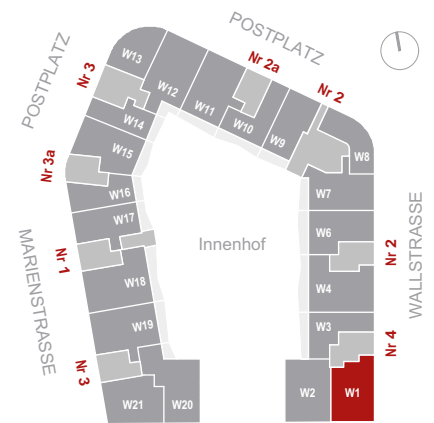 POSTPLATZ
Nr 2a
Nr 2
POSTPLATZ
Nr 3
W13
W12
W11
W10
W9
W8
W14
W15
Nr 3a
W16
W17
W7
W6
Innenhof
WALLSTRASSE
Nr 2
MARIENSTRASSE
Nr 1
W18
W4
W19
W3
Nr 4
Nr 3
W21
W20
W2
W1